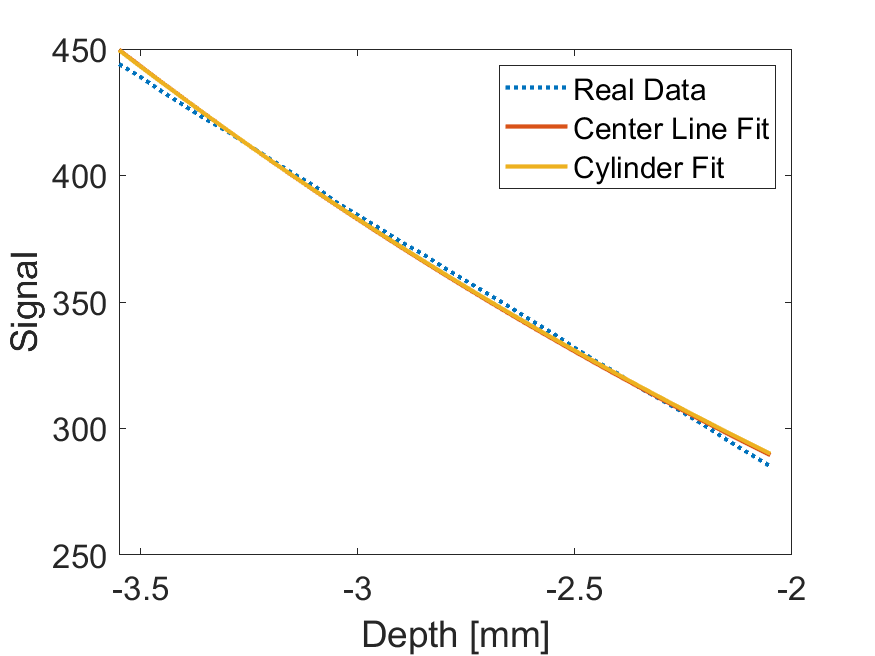 450
400
350
300
250
Signal
-3.5
-3
-2.5
-2
Depth [mm]
Real Data
Center Line Fit
Cylinder Fit